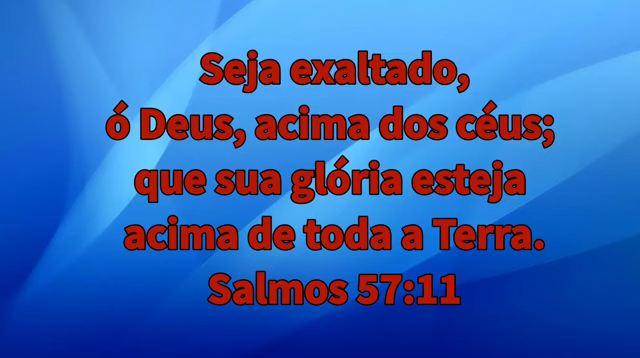 Seja exaltado,
ó Deus, acima dos céus;
que sua glória esteja
acima de toda a Terra.
Salmos 57:11